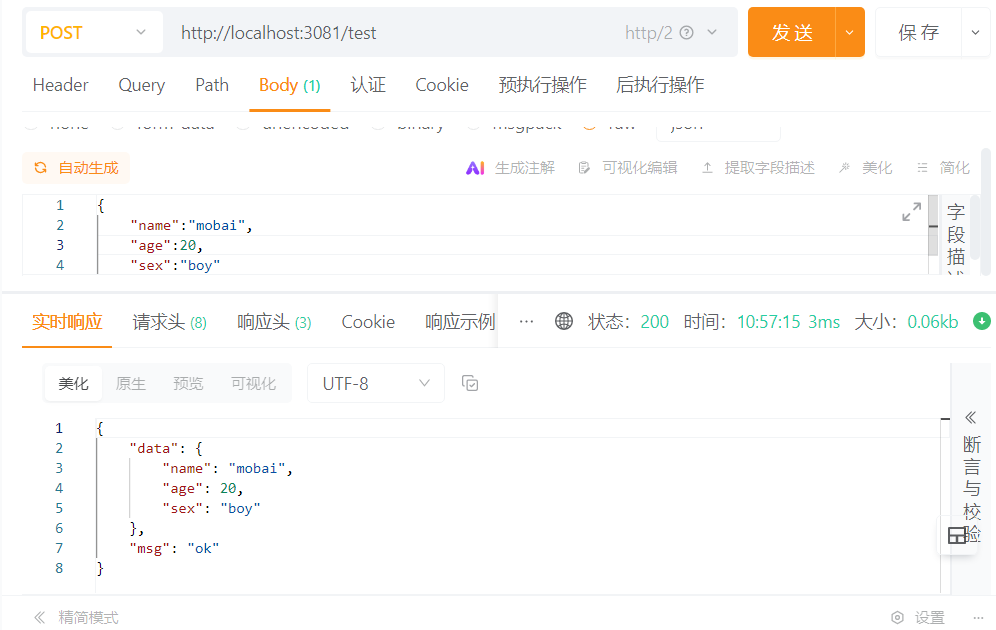 POST http://localhost:3081/test http/2 发送 保存
Header Query Path Body (1) 认证 Cookie 预执行操作 后执行操作
none form-data urlencoded binary msgpack raw json
自动生成 AI 生成注解 可视化编辑 提取字段描述 美化 简化
1 {
2 "name":"mobai",
3 "age":20,
4 "sex":"boy"
字段描
实时响应 请求头 (8) 响应头 (3) Cookie 响应示例 ··· 状态: 200 时间: 10:57:15 3ms 大小: 0.06kb
美化 原生 预览 可视化 UTF-8
1 {
2 "data": {
3 "name": "mobai",
4 "age": 20,
5 "sex": "boy"
6 },
7 "msg": "ok"
8 }
断言与校验
精简模式 设置 ···